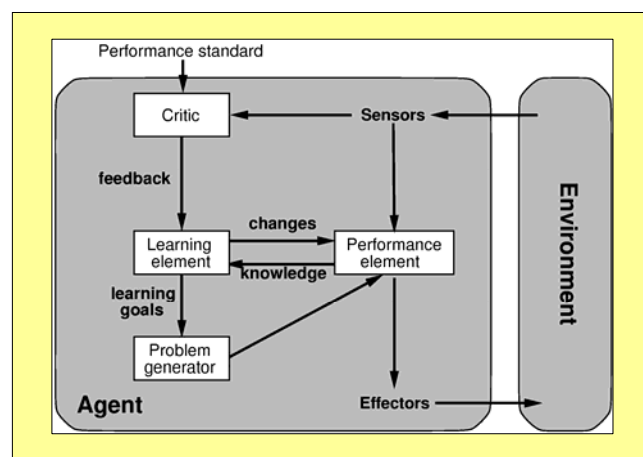 Performance standard
Critic
Sensors
feedback
changes
Learning
element
Performance
element
knowledge
learning
goals
Problem
generator
Agent
Effectors
Environment